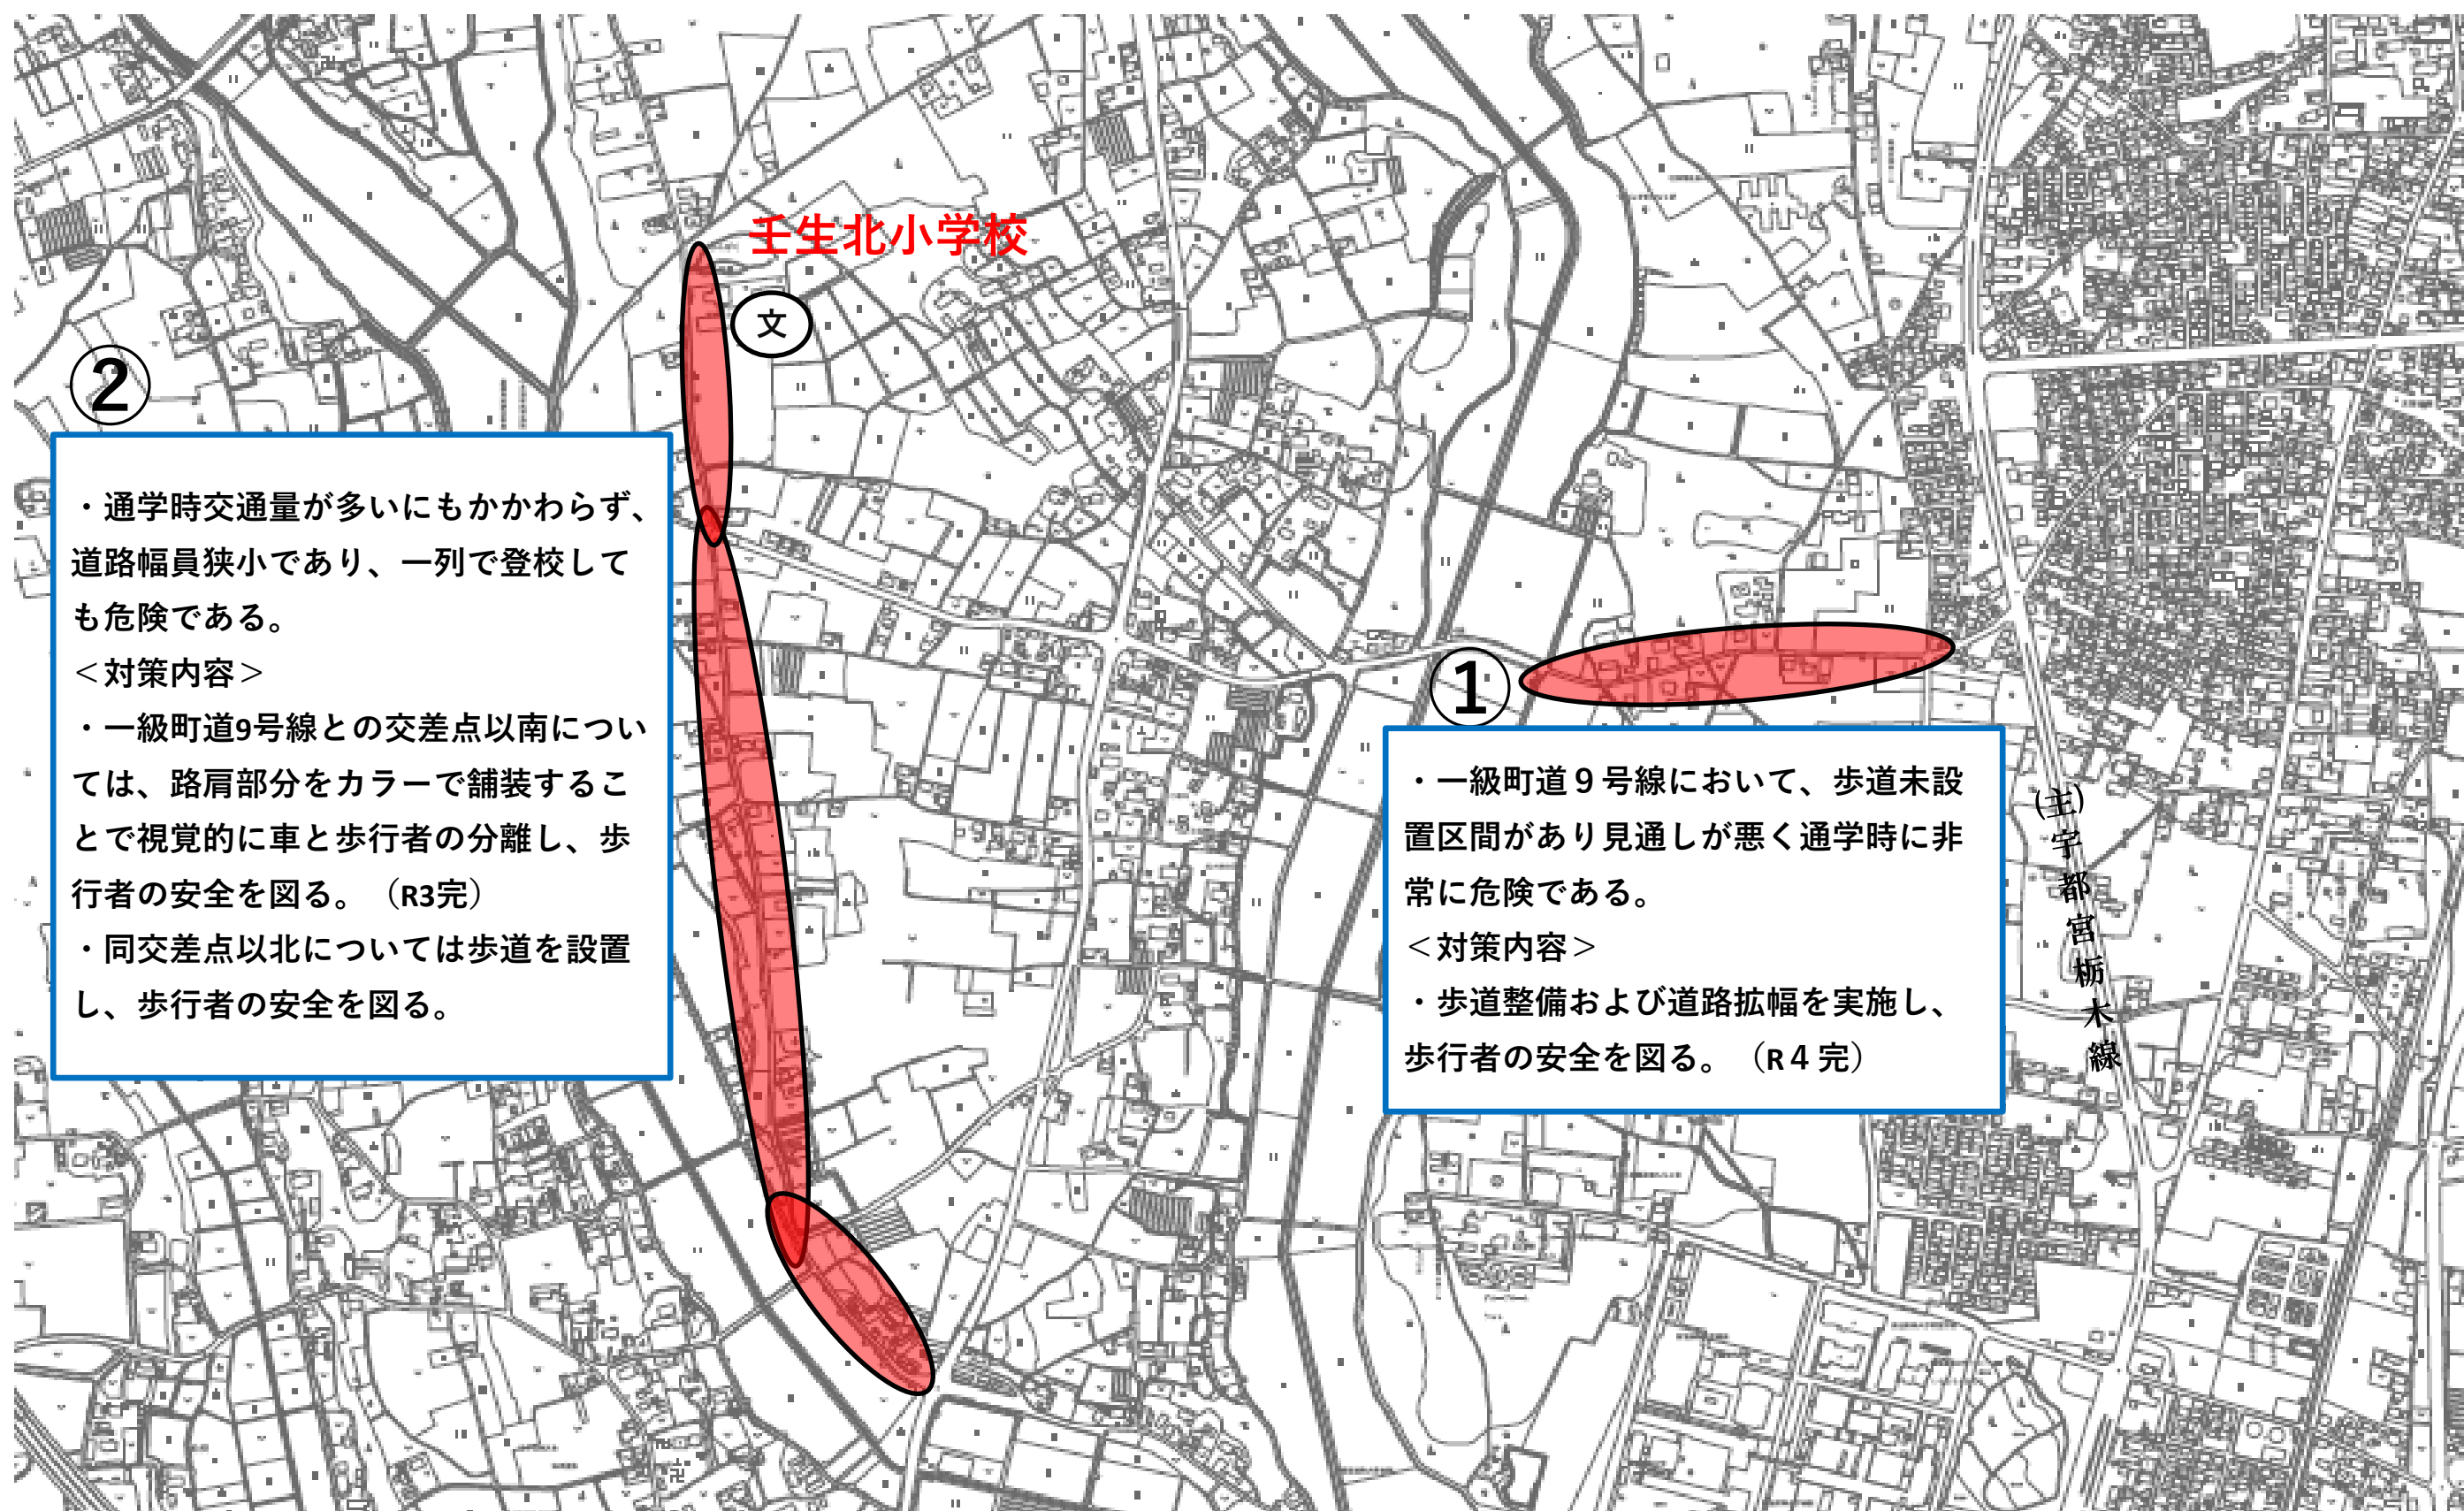 壬生北小学校
文
②
・通学時交通量が多いにもかかわらず、
道路幅員狭小であり、一列で登校して
も危険である。
＜対策内容＞
・一級町道9号線との交差点以南につい
ては、路肩部分をカラーで舗装するこ
とで視覚的に車と歩行者の分離し、歩
行者の安全を図る。（R3完）
・同交差点以北については歩道を設置
し、歩行者の安全を図る。
①
・一級町道９号線において、歩道未設
置区間があり見通しが悪く通学時に非
常に危険である。
＜対策内容＞
・歩道整備および道路拡幅を実施し、
歩行者の安全を図る。（R４完）
(主)宇都宮栃木線